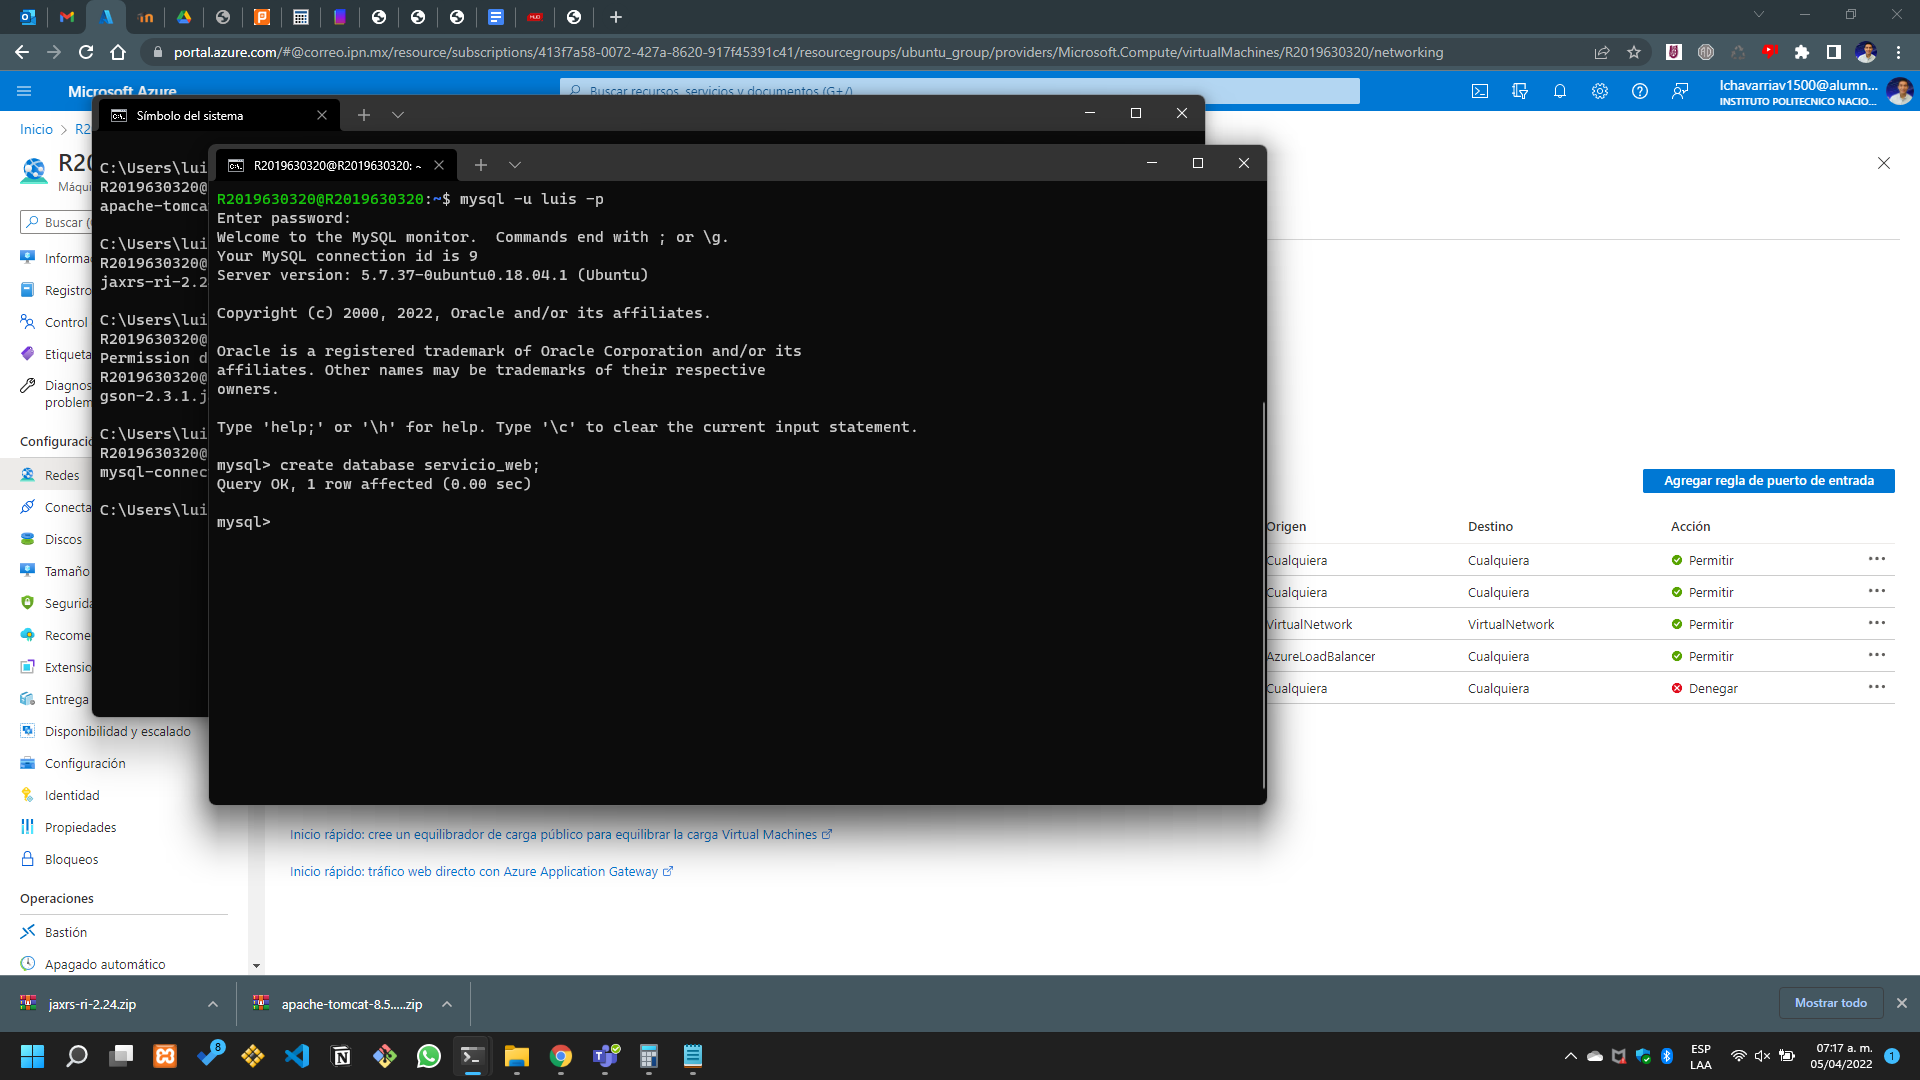 portal.azure.com/#@correo.ipn.mx/resource/subscriptions/413f7a58-0072-427a-8620-917f45391c41/resourcegroups/ubuntu_group/providers/Microsoft.Compute/virtualMachines/R2019630320/networking
Microsoft Azure
Buscar recursos, servicios y documentos (G+/)
lchavarriav1500@alumn...
INSTITUTO POLITECNICO NACIO...
Inicio > R2
R20
Máqui
Buscar (
Informa
Registro
Control
Etiqueta
Diagnos
problem
Configuració
Redes
Conecta
Discos
Tamaño
Segurida
Recome
Extensio
Entrega
Disponibilidad y escalado
Configuración
Identidad
Propiedades
Bloqueos
Operaciones
Bastión
Apagado automático
Símbolo del sistema
C:\Users\lui
R2019630320@
apache-tomca
C:\Users\lui
R2019630320@
jaxrs-ri-2.2
C:\Users\lui
R2019630320@
Permission d
R2019630320@
gson-2.3.1.j
C:\Users\lui
R2019630320@
mysql-connec
C:\Users\lui
R2019630320@R2019630320: ~
R2019630320@R2019630320:~$ mysql -u luis -p
Enter password:
Welcome to the MySQL monitor.  Commands end with ; or \g.
Your MySQL connection id is 9
Server version: 5.7.37-0ubuntu0.18.04.1 (Ubuntu)
Copyright (c) 2000, 2022, Oracle and/or its affiliates.
Oracle is a registered trademark of Oracle Corporation and/or its
affiliates. Other names may be trademarks of their respective
owners.
Type 'help;' or '\h' for help. Type '\c' to clear the current input statement.
mysql> create database servicio_web;
Query OK, 1 row affected (0.00 sec)
mysql>
Agregar regla de puerto de entrada
Origen Destino Acción
Cualquiera Cualquiera Permitir
Cualquiera Cualquiera Permitir
VirtualNetwork VirtualNetwork Permitir
AzureLoadBalancer Cualquiera Permitir
Cualquiera Cualquiera Denegar
Inicio rápido: cree un equilibrador de carga público para equilibrar la carga Virtual Machines
Inicio rápido: tráfico web directo con Azure Application Gateway
jaxrs-ri-2.24.zip
apache-tomcat-8.5.....zip
Mostrar todo
8
ESP
LAA
07:17 a. m.
05/04/2022
1